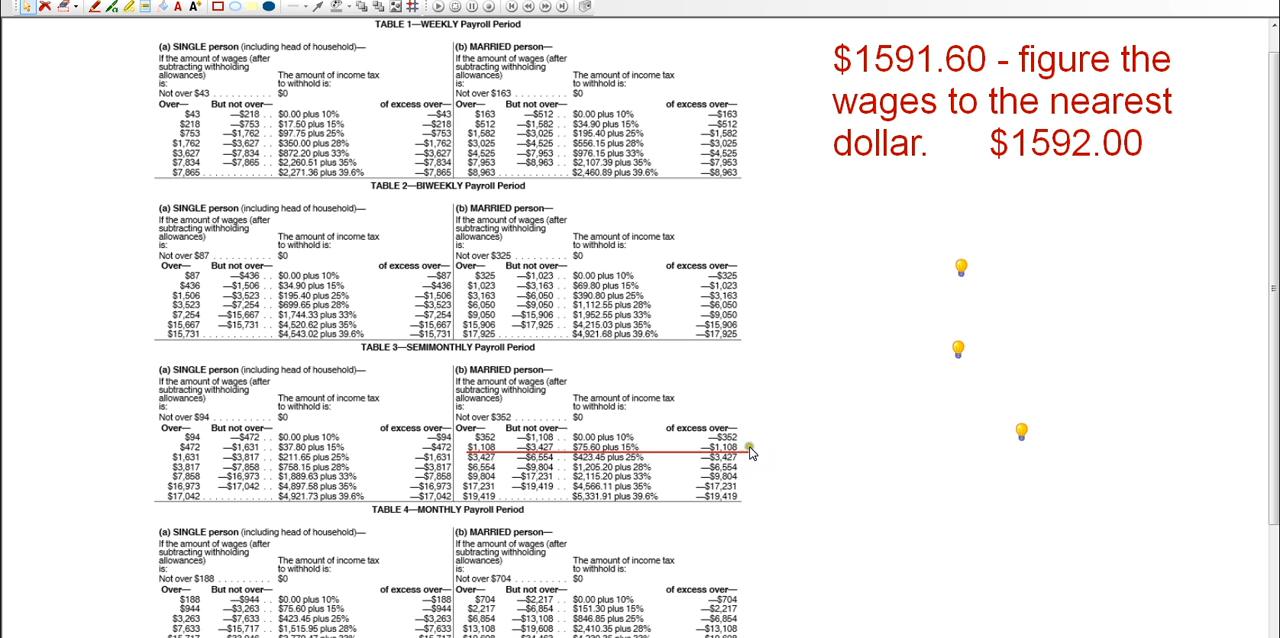 TABLE 1—WEEKLY Payroll Period
(a) SINGLE person (including head of household)— (b) MARRIED person—
If the amount of wages (after If the amount of wages (after
subtracting withholding subtracting withholding
allowances) The amount of income tax allowances) The amount of income tax
is: to withhold is: is: to withhold is:
Not over $43 . . . . . . . . . $0 Not over $163 . . . . . . . . $0
Over— But not over— of excess over— Over— But not over— of excess over—
$43 —$218 . . $0.00 plus 10% —$43 $163 —$512 . . $0.00 plus 10% —$163
$218 —$753 . . $17.50 plus 15% —$218 $512 —$1,582 . . $34.90 plus 15% —$512
$753 —$1,762 . . $97.75 plus 25% —$753 $1,582 —$3,025 . . $195.40 plus 25% —$1,582
$1,762 —$3,627 . . $350.00 plus 28% —$1,762 $3,025 —$4,525 . . $556.15 plus 28% —$3,025
$3,627 —$7,834 . . $872.20 plus 33% —$3,627 $4,525 —$7,953 . . $976.15 plus 33% —$4,525
$7,834 —$7,865 . . $2,260.51 plus 35% —$7,834 $7,953 —$8,963 . . $2,107.39 plus 35% —$7,953
$7,865 . . . . . . . . . . . $2,271.36 plus 39.6% —$7,865 $8,963 . . . . . . . . . . . $2,460.89 plus 39.6% —$8,963
TABLE 2—BIWEEKLY Payroll Period
(a) SINGLE person (including head of household)— (b) MARRIED person—
If the amount of wages (after If the amount of wages (after
subtracting withholding subtracting withholding
allowances) The amount of income tax allowances) The amount of income tax
is: to withhold is: is: to withhold is:
Not over $87 . . . . . . . . . $0 Not over $325 . . . . . . . . $0
Over— But not over— of excess over— Over— But not over— of excess over—
$87 —$436 . . $0.00 plus 10% —$87 $325 —$1,023 . . $0.00 plus 10% —$325
$436 —$1,506 . . $34.90 plus 15% —$436 $1,023 —$3,163 . . $69.80 plus 15% —$1,023
$1,506 —$3,523 . . $195.40 plus 25% —$1,506 $3,163 —$6,050 . . $390.80 plus 25% —$3,163
$3,523 —$7,254 . . $699.65 plus 28% —$3,523 $6,050 —$9,050 . . $1,112.55 plus 28% —$6,050
$7,254 —$15,667 . . $1,744.33 plus 33% —$7,254 $9,050 —$15,906 . . $1,952.55 plus 33% —$9,050
$15,667 —$15,731 . . $4,520.62 plus 35% —$15,667 $15,906 —$17,925 . . $4,215.03 plus 35% —$15,906
$15,731 . . . . . . . . . . . $4,543.02 plus 39.6% —$15,731 $17,925 . . . . . . . . . . . $4,921.68 plus 39.6% —$17,925
TABLE 3—SEMIMONTHLY Payroll Period
(a) SINGLE person (including head of household)— (b) MARRIED person—
If the amount of wages (after If the amount of wages (after
subtracting withholding subtracting withholding
allowances) The amount of income tax allowances) The amount of income tax
is: to withhold is: is: to withhold is:
Not over $94 . . . . . . . . . $0 Not over $352 . . . . . . . . $0
Over— But not over— of excess over— Over— But not over— of excess over—
$94 —$472 . . $0.00 plus 10% —$94 $352 —$1,108 . . $0.00 plus 10% —$352
$472 —$1,631 . . $37.80 plus 15% —$472 $1,108 —$3,427 . . $75.60 plus 15% —$1,108
$1,631 —$3,817 . . $211.65 plus 25% —$1,631 $3,427 —$6,554 . . $423.45 plus 25% —$3,427
$3,817 —$7,858 . . $758.15 plus 28% —$3,817 $6,554 —$9,804 . . $1,205.20 plus 28% —$6,554
$7,858 —$16,973 . . $1,889.63 plus 33% —$7,858 $9,804 —$17,231 . . $2,115.20 plus 33% —$9,804
$16,973 —$17,042 . . $4,897.58 plus 35% —$16,973 $17,231 —$19,419 . . $4,566.11 plus 35% —$17,231
$17,042 . . . . . . . . . . . $4,921.73 plus 39.6% —$17,042 $19,419 . . . . . . . . . . . $5,331.91 plus 39.6% —$19,419
TABLE 4—MONTHLY Payroll Period
(a) SINGLE person (including head of household)— (b) MARRIED person—
If the amount of wages (after If the amount of wages (after
subtracting withholding subtracting withholding
allowances) The amount of income tax allowances) The amount of income tax
is: to withhold is: is: to withhold is:
Not over $188 . . . . . . . . . $0 Not over $704 . . . . . . . . $0
Over— But not over— of excess over— Over— But not over— of excess over—
$188 —$944 . . $0.00 plus 10% —$188 $704 —$2,217 . . $0.00 plus 10% —$704
$944 —$3,263 . . $75.60 plus 15% —$944 $2,217 —$6,854 . . $151.30 plus 15% —$2,217
$3,263 —$7,633 . . $423.45 plus 25% —$3,263 $6,854 —$13,108 . . $846.85 plus 25% —$6,854
$7,633 —$15,717 . . $1,515.95 plus 28% —$7,633 $13,108 —$19,608 . . $2,410.35 plus 28% —$13,108
$1591.60 - figure the
wages to the nearest
dollar. $1592.00